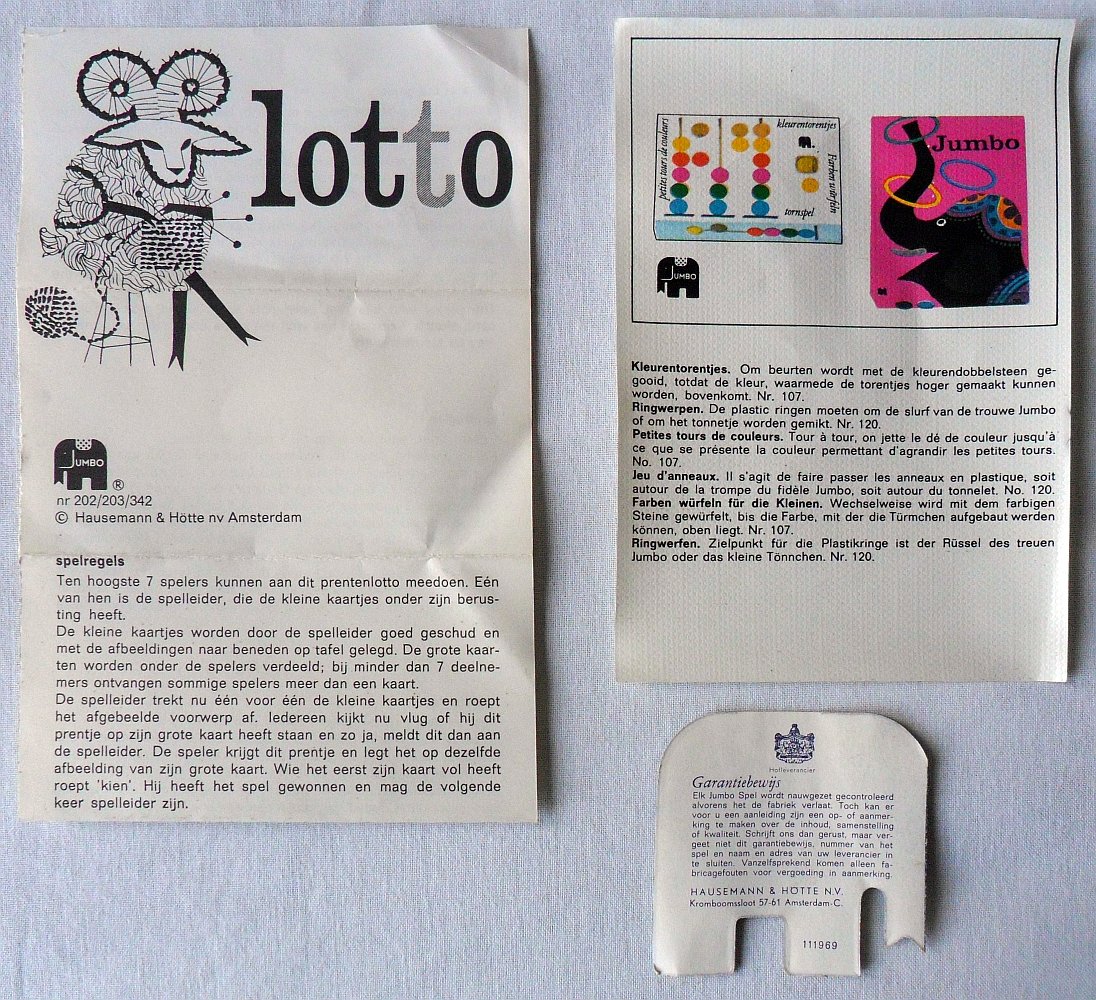 lotto
JUMBO
®
nr 202/203/342
© Hausemann & Hötte nv Amsterdam
spelregels
Ten hoogste 7 spelers kunnen aan dit prentenlotto meedoen. Eén
van hen is de spelleider, die de kleine kaartjes onder zijn berus-
ting heeft.
De kleine kaartjes worden door de spelleider goed geschud en
met de afbeeldingen naar beneden op tafel gelegd. De grote kaar-
ten worden onder de spelers verdeeld; bij minder dan 7 deelne-
mers ontvangen sommige spelers meer dan een kaart.
De spelleider trekt nu één voor één de kleine kaartjes en roept
het afgebeelde voorwerp af. Iedereen kijkt nu vlug of hij dit
prentje op zijn grote kaart heeft staan en zo ja, meldt dit dan aan
de spelleider. De speler krijgt dit prentje en legt het op dezelfde
afbeelding van zijn grote kaart. Wie het eerst zijn kaart vol heeft
roept 'kien'. Hij heeft het spel gewonnen en mag de volgende
keer spelleider zijn.
petites tours de couleurs
kleurentorentjes
Farben würfeln
tornspel
Jumbo
JUMBO
Kleurentorentjes. Om beurten wordt met de kleurendobbelsteen ge-
gooid, totdat de kleur, waarmede de torentjes hoger gemaakt kunnen
worden, bovenkomt. Nr. 107.
Ringwerpen. De plastic ringen moeten om de slurf van de trouwe Jumbo
of om het tonnetje worden gemikt. Nr. 120.
Petites tours de couleurs. Tour à tour, on jette le dé de couleur jusqu'à
ce que se présente la couleur permettant d'agrandir les petites tours.
No. 107.
Jeu d'anneaux. Il s'agit de faire passer les anneaux en plastique, soit
autour de la trompe du fidèle Jumbo, soit autour du tonnelet. No. 120.
Farben würfeln für die Kleinen. Wechselweise wird mit dem farbigen
Steine gewürfelt, bis die Farbe, mit der die Türmchen aufgebaut werden
können, oben liegt. Nr. 107.
Ringwerfen. Zielpunkt für die Plastikringe ist der Rüssel des treuen
Jumbo oder das kleine Tönnchen. Nr. 120.
Hofleverancier
Garantiebewijs
Elk Jumbo Spel wordt nauwgezet gecontroleerd
alvorens het de fabriek verlaat. Toch kan er
voor u een aanleiding zijn een op- of aanmer-
king te maken over de inhoud, samenstelling
of kwaliteit. Schrijft ons dan gerust, maar ver-
geet niet dit garantiebewijs, nummer van het
spel en naam en adres van uw leverancier in
te sluiten. Vanzelfsprekend komen alleen fa-
bricagefouten voor vergoeding in aanmerking.
HAUSEMANN & HÖTTE N.V.
Kromboomssloot 57-61 Amsterdam-C.
111969